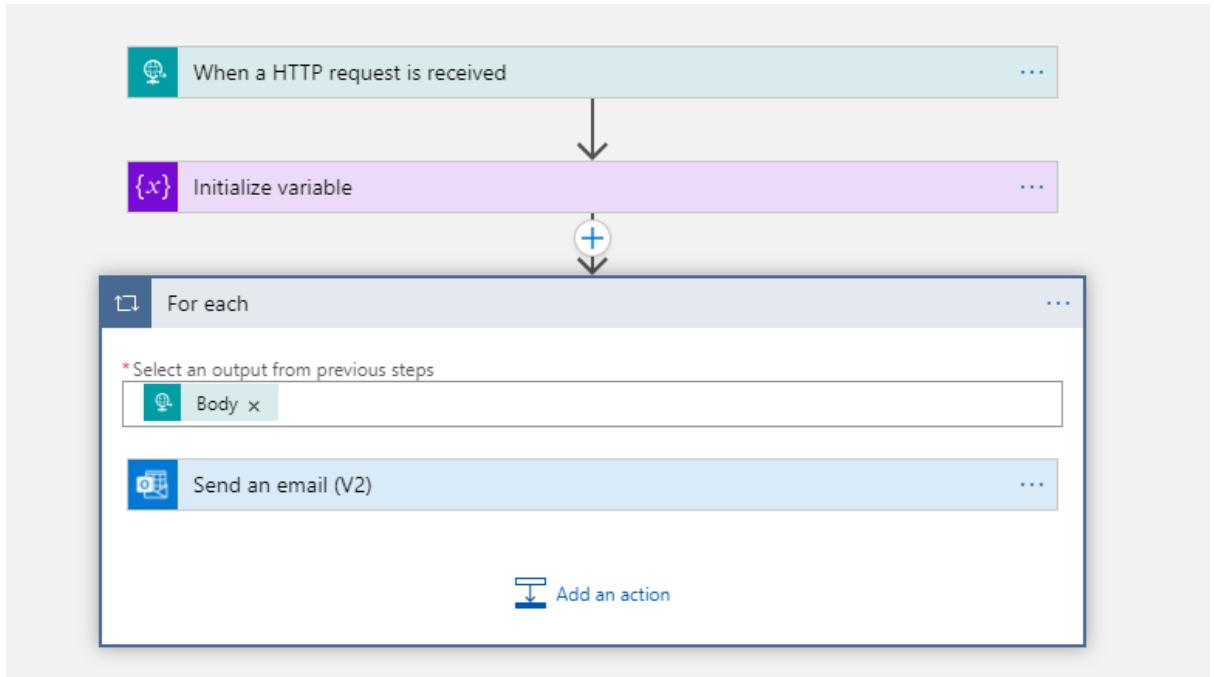 When a HTTP request is received
{x} Initialize variable
For each
*Select an output from previous steps
Body ×
Send an email (V2)
Add an action